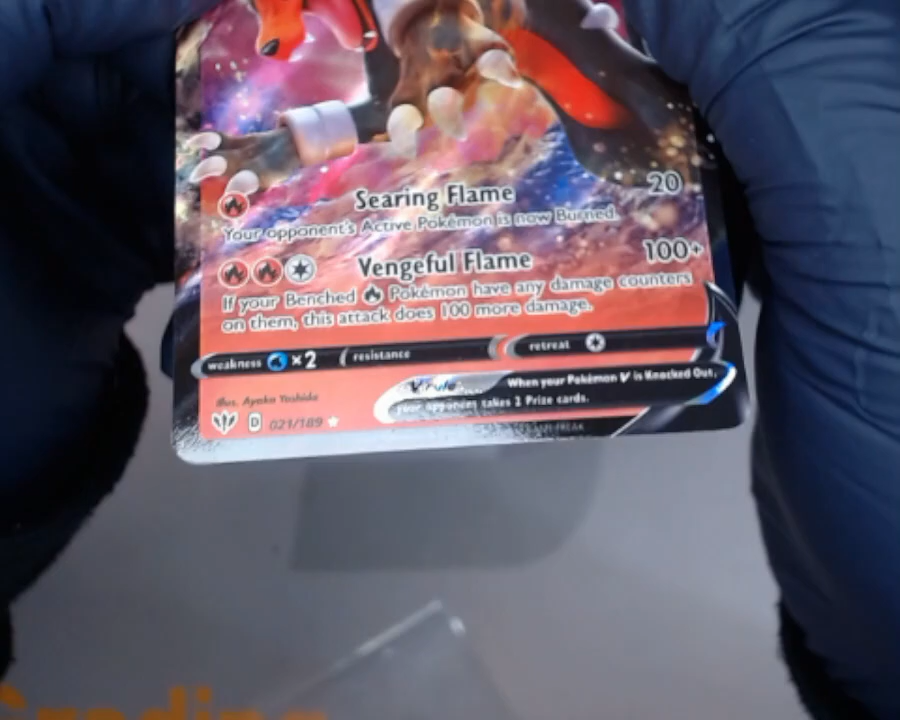 Searing Flame 20
Your opponent's Active Pokémon is now Burned.
Vengeful Flame 100+
If your Benched Pokémon have any damage counters
on them, this attack does 100 more damage.
weakness ×2 resistance retreat
Illus. Ayaka Yoshida
V rule When your Pokémon V is Knocked Out,
your opponent takes 2 Prize cards.
D 021/189
Grading